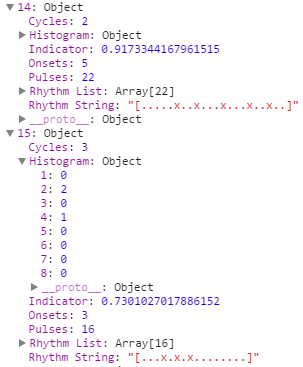 ▼14: Object
Cycles: 2
▶Histogram: Object
Indicator: 0.9173344167961515
Onsets: 5
Pulses: 22
▶Rhythm List: Array[22]
Rhythm String: "[.....x..x...x...x..x..]"
▶__proto__: Object
▼15: Object
Cycles: 3
▼Histogram: Object
1: 0
2: 2
3: 0
4: 1
5: 0
6: 0
7: 0
8: 0
▶__proto__: Object
Indicator: 0.7301027017886152
Onsets: 3
Pulses: 16
▶Rhythm List: Array[16]
Rhythm String: "[...x.x.x........]"